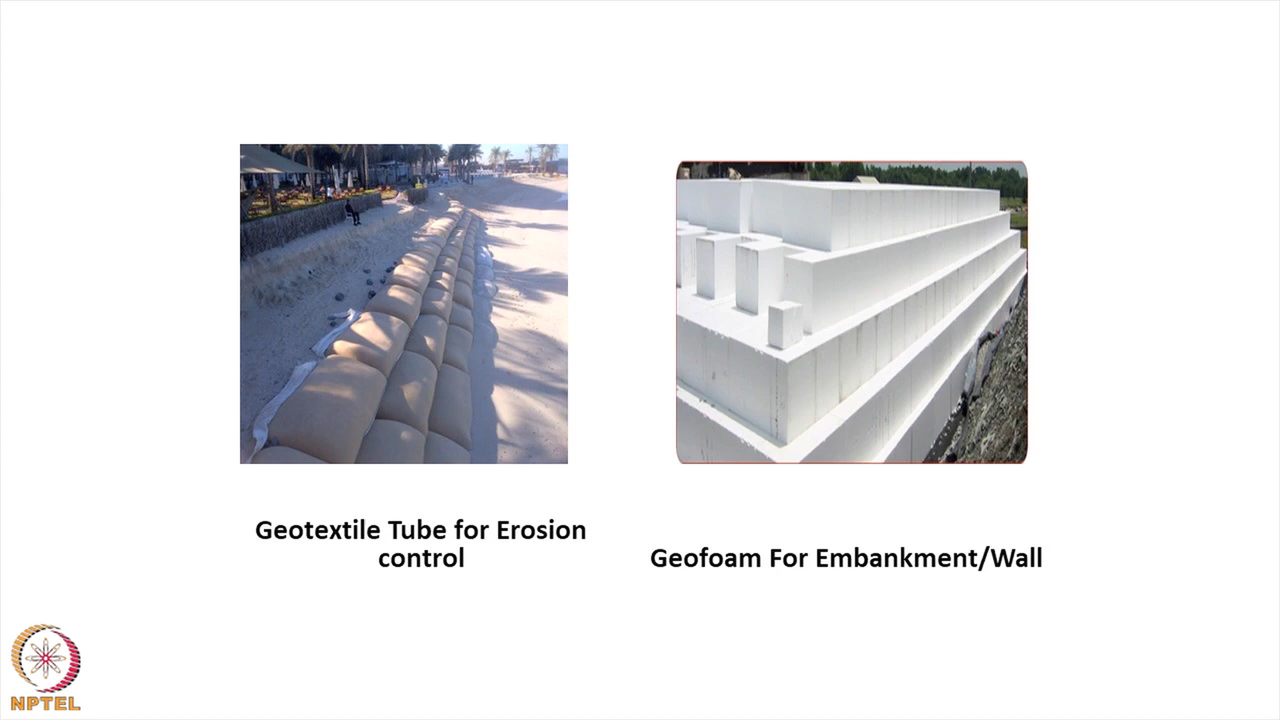 Geotextile Tube for Erosion
control
Geofoam For Embankment/Wall
NPTEL